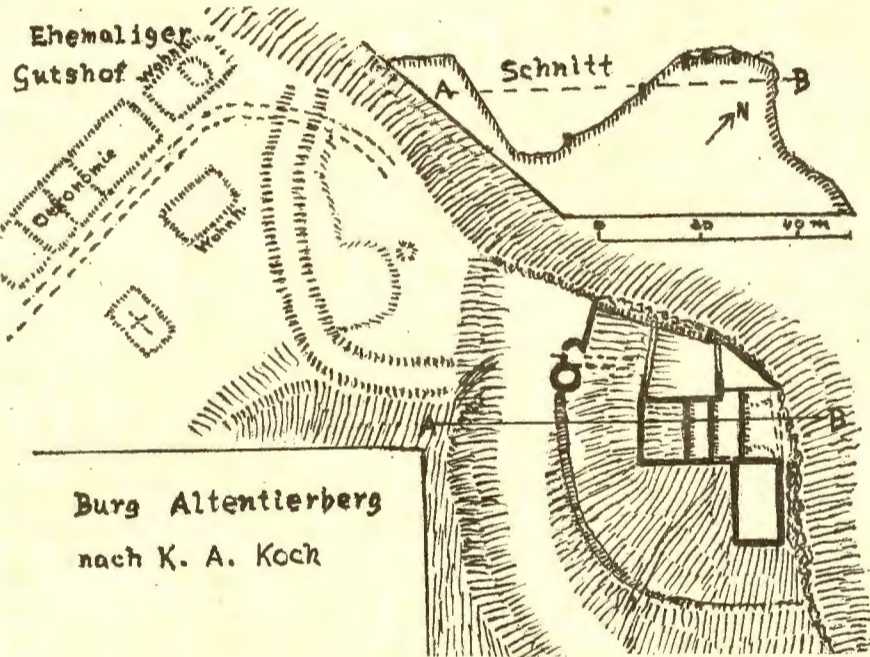 Ehemaliger
Gutshof
Wohnh.
Oekonomie
Wohnh.
Schnitt
A
B
N
0
20
40 m
A
B
Burg Altentierberg
nach K. A. Koch